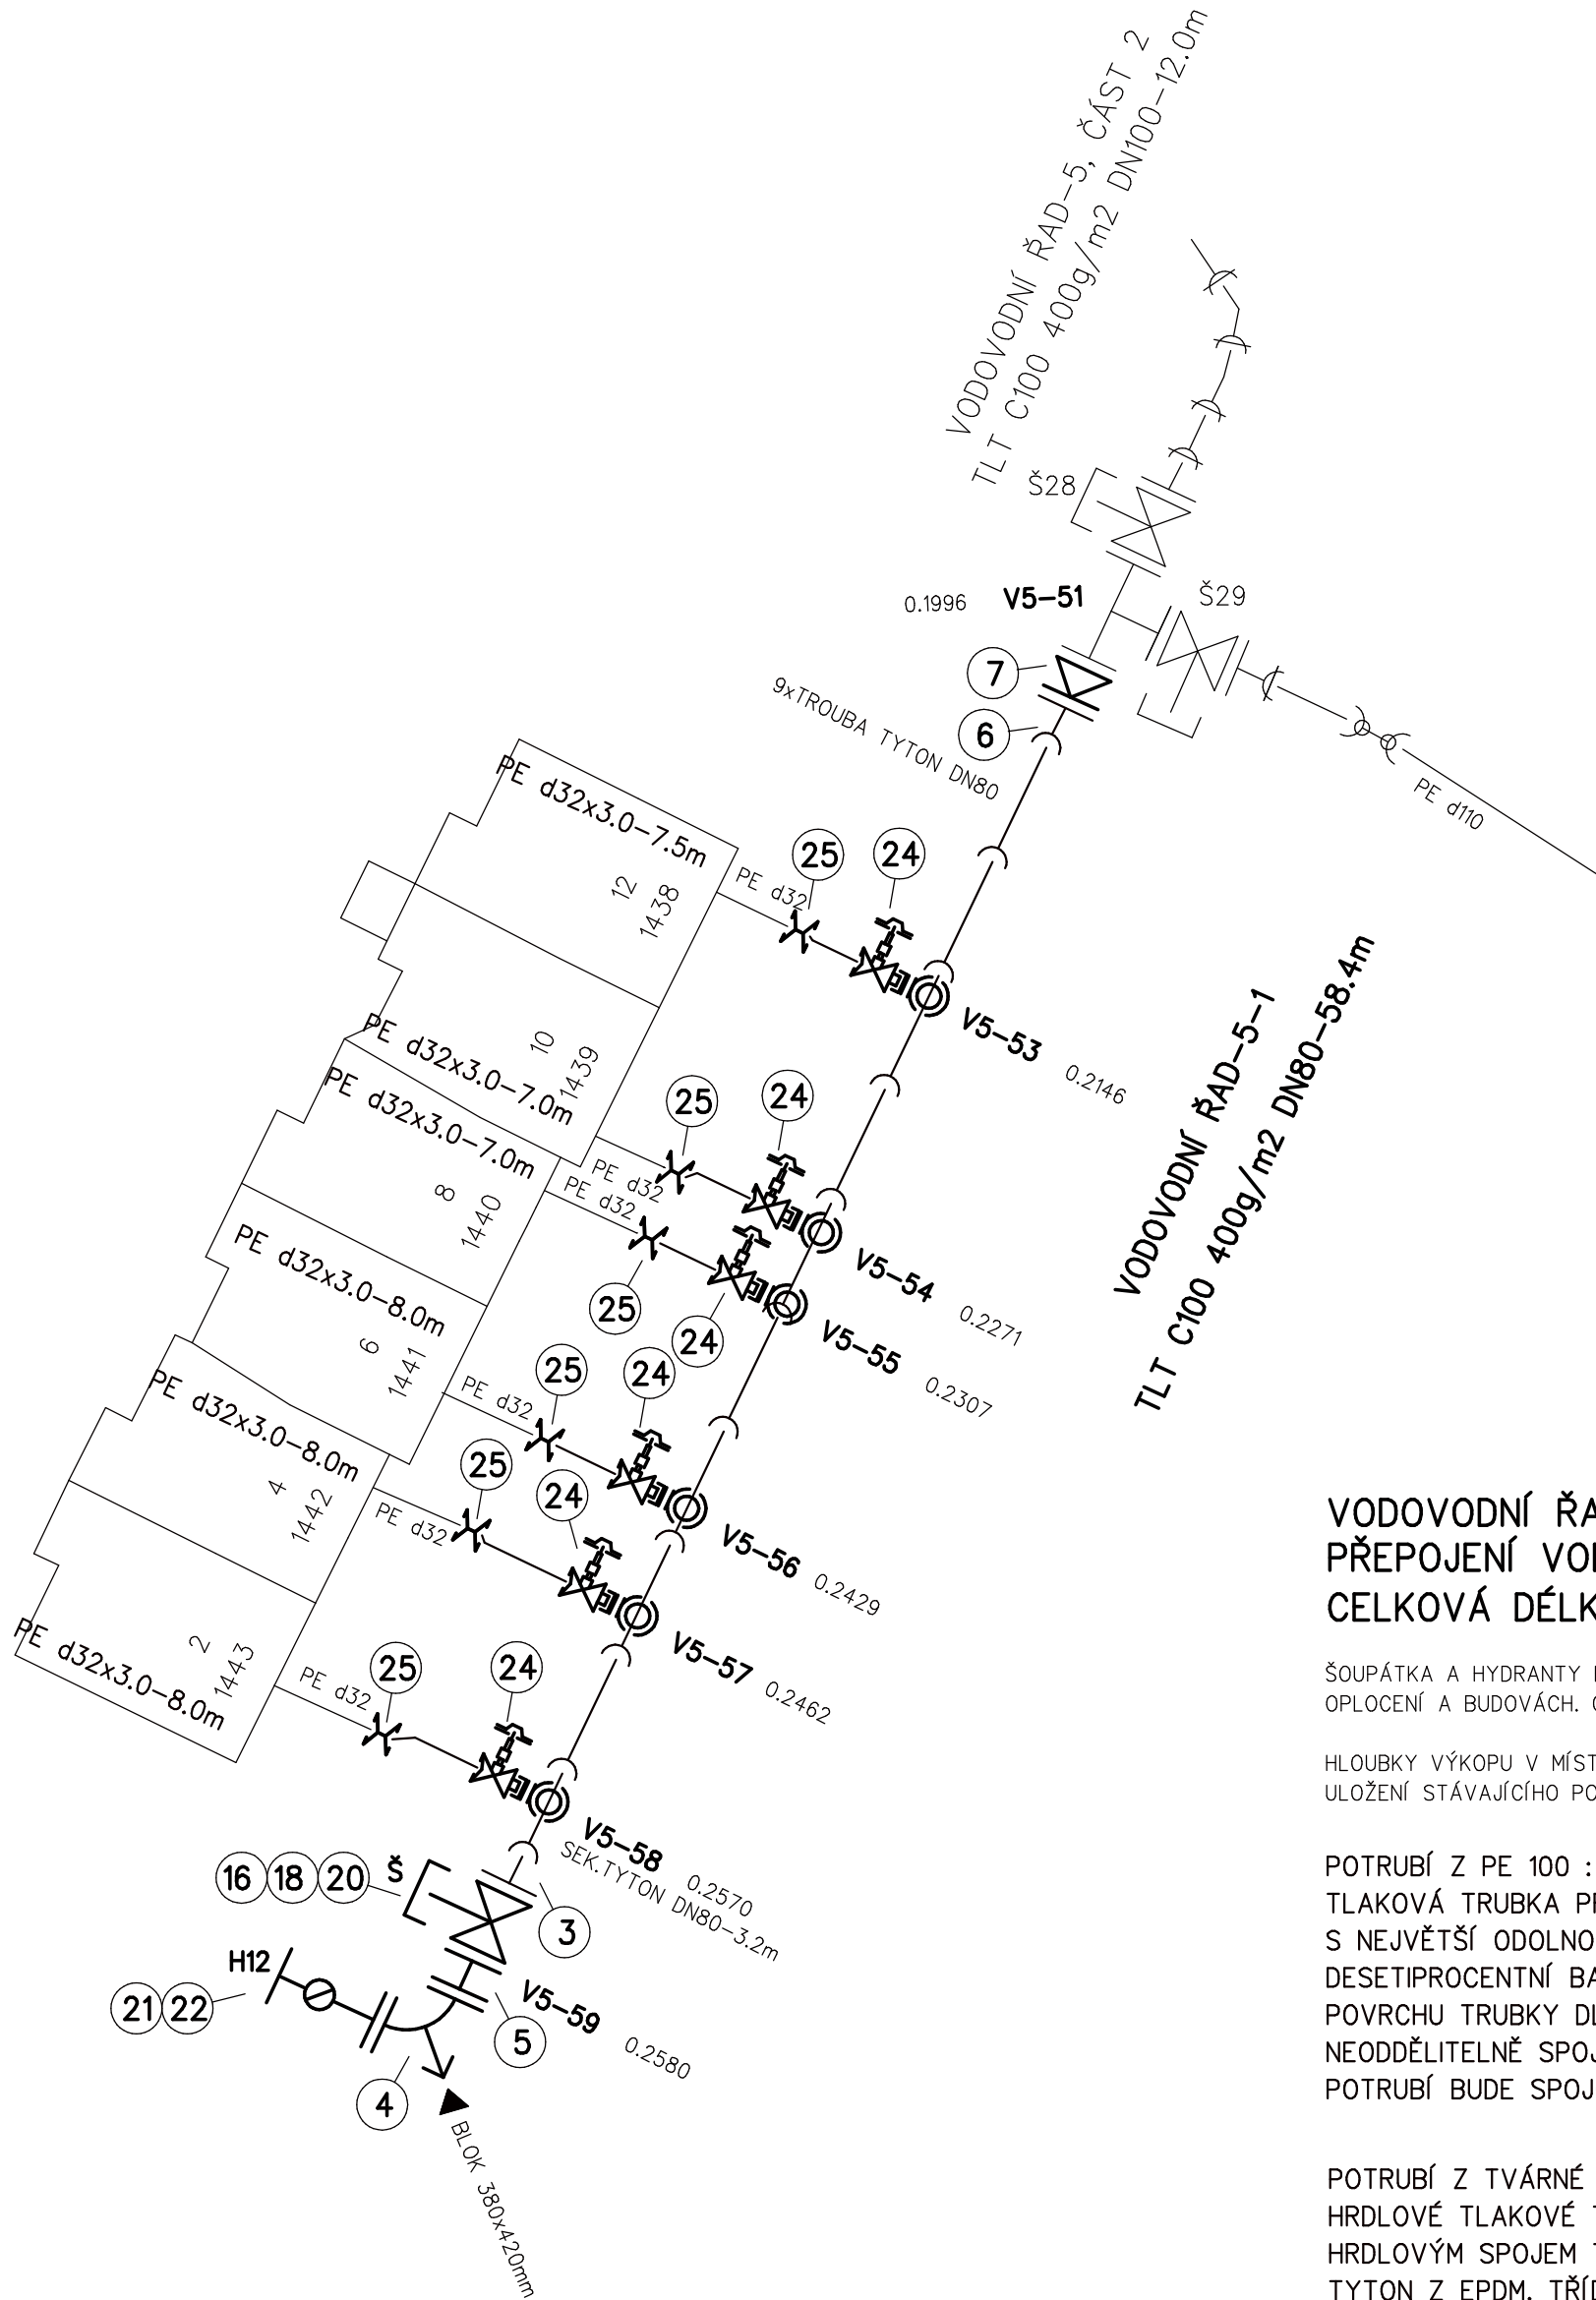 VODOVODNÍ ŘAD-5, ČÁST 2
TLT C100 400g/m2 DN100-12.0m
Š28
0.1996
V5-51
Š29
7
6
9xTROUBA TYTON DN80
PE d110
PE d32x3.0-7.5m
12
1438
PE d32
25
24
V5-53
0.2146
PE d32x3.0-7.0m
10
1439
PE d32
25
24
V5-54
0.2271
PE d32x3.0-7.0m
8
1440
PE d32
25
24
V5-55
0.2307
PE d32x3.0-8.0m
6
1441
PE d32
25
24
V5-56
0.2429
PE d32x3.0-8.0m
4
1442
PE d32
25
24
V5-57
0.2462
PE d32x3.0-8.0m
2
1443
PE d32
25
24
V5-58
0.2570
SEK.TYTON DN80-3.2m
VODOVODNÍ ŘAD-5-1
TLT C100 400g/m2 DN80-58.4m
16
18
20
Š
3
H12
21
22
V5-59
0.2580
5
4
BLOK 380x420mm
VODOVODNÍ ŘA
PŘEPOJENÍ VO
CELKOVÁ DÉLK
ŠOUPÁTKA A HYDRANTY
OPLOCENÍ A BUDOVÁCH.
HLOUBKY VÝKOPU V MÍST
ULOŽENÍ STÁVAJÍCÍHO PO
POTRUBÍ Z PE 100 :
TLAKOVÁ TRUBKA P
S NEJVĚTŠÍ ODOLNO
DESETIPROCENTNÍ BA
POVRCHU TRUBKY DL
NEODDĚLITELNĚ SPOJ
POTRUBÍ BUDE SPOJ
POTRUBÍ Z TVÁRNÉ
HRDLOVÉ TLAKOVÉ T
HRDLOVÝM SPOJEM T
TYTON Z EPDM. TŘÍD